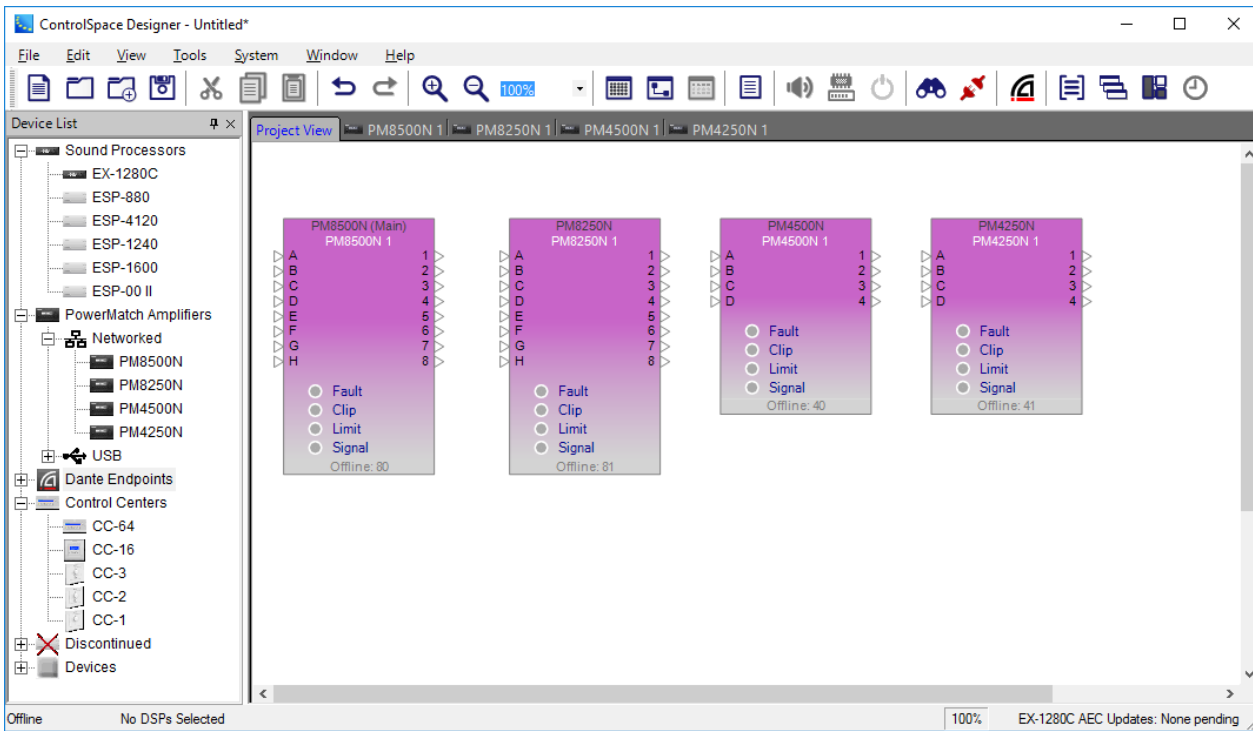 ControlSpace Designer - Untitled*
File Edit View Tools System Window Help
100%
Device List
Project View PM8500N 1 PM8250N 1 PM4500N 1 PM4250N 1
Sound Processors
EX-1280C
ESP-880
ESP-4120
ESP-1240
ESP-1600
ESP-00 II
PowerMatch Amplifiers
Networked
PM8500N
PM8250N
PM4500N
PM4250N
USB
Dante Endpoints
Control Centers
CC-64
CC-16
CC-3
CC-2
CC-1
Discontinued
Devices
PM8500N (Main)
PM8500N 1
A 1
B 2
C 3
D 4
E 5
F 6
G 7
H 8
Fault
Clip
Limit
Signal
Offline: 80
PM8250N
PM8250N 1
A 1
B 2
C 3
D 4
E 5
F 6
G 7
H 8
Fault
Clip
Limit
Signal
Offline: 81
PM4500N
PM4500N 1
A 1
B 2
C 3
D 4
Fault
Clip
Limit
Signal
Offline: 40
PM4250N
PM4250N 1
A 1
B 2
C 3
D 4
Fault
Clip
Limit
Signal
Offline: 41
Offline No DSPs Selected 100% EX-1280C AEC Updates: None pending